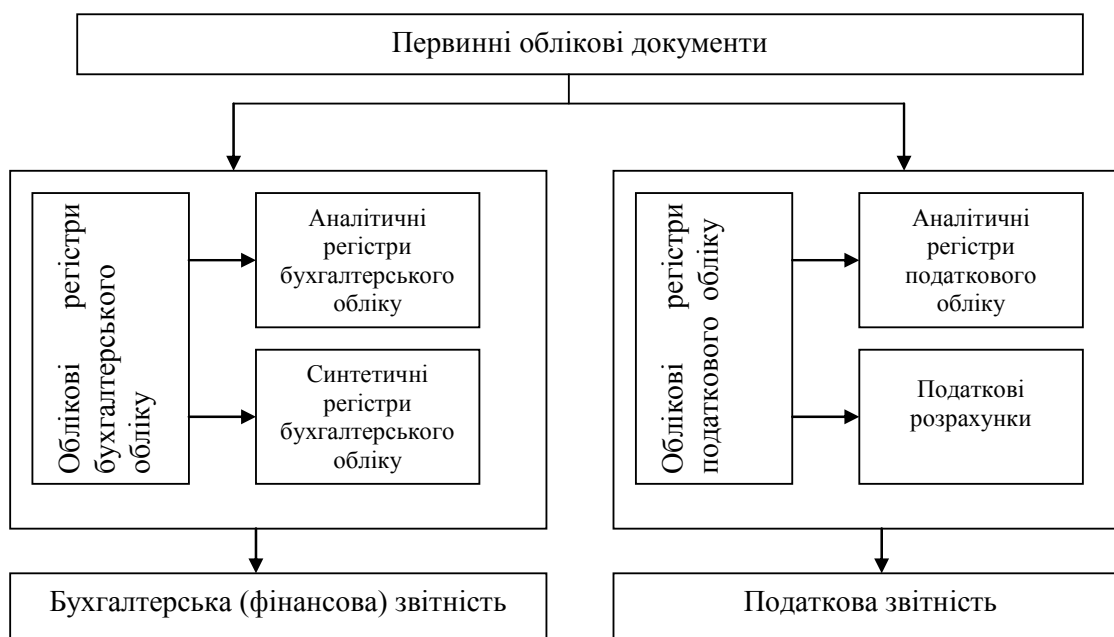 Первинні облікові документи
Облікові регістри
бухгалтерського
обліку
Аналітичні
регістри
бухгалтерського
обліку
Синтетичні
регістри
бухгалтерського
обліку
Облікові регістри
податкового обліку
Аналітичні
регістри
податкового
обліку
Податкові
розрахунки
Бухгалтерська (фінансова) звітність
Податкова звітність